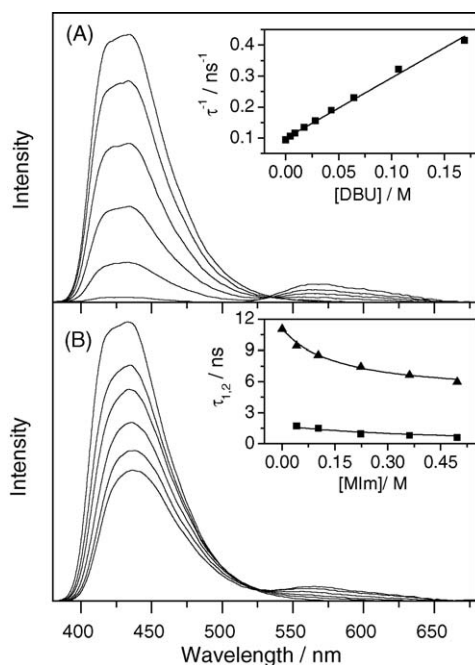 (A)
Intensity
τ⁻¹ / ns⁻¹
0.4
0.3
0.2
0.1
0.00 0.05 0.10 0.15
[DBU] / M
(B)
Intensity
τ₁,₂ / ns
12
9
6
3
0
0.00 0.15 0.30 0.45
[MIm]/ M
400 450 500 550 600 650
Wavelength / nm